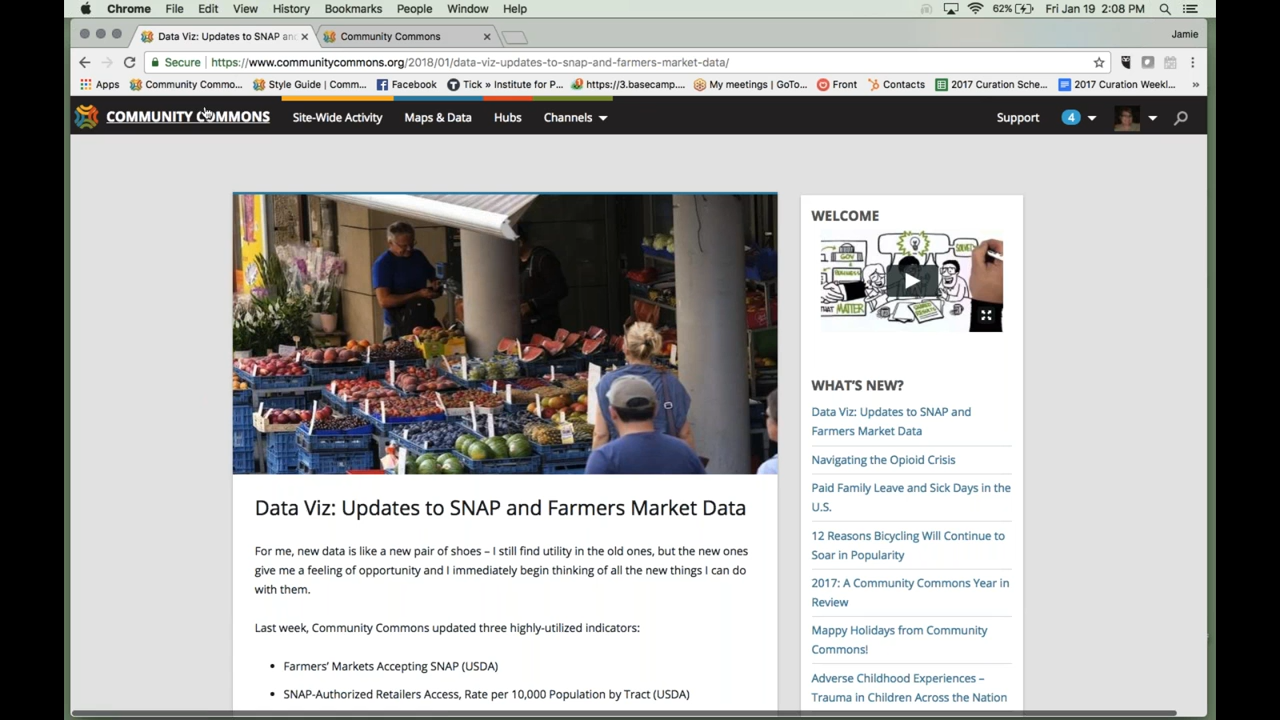 Chrome File Edit View History Bookmarks People Window Help 62% Fri Jan 19 2:08 PM
Data Viz: Updates to SNAP an Community Commons Jamie
Secure https://www.communitycommons.org/2018/01/data-viz-updates-to-snap-and-farmers-market-data/
Apps Community Commo... Style Guide | Comm... Facebook Tick » Institute for P... https://3.basecamp.... My meetings | GoTo... Front Contacts 2017 Curation Sche... 2017 Curation Weekl... »
COMMUNITY COMMONS Site-Wide Activity Maps & Data Hubs Channels Support 4
WELCOME
GOV
MATTER
WHAT'S NEW?
Data Viz: Updates to SNAP and
Farmers Market Data
Navigating the Opioid Crisis
Paid Family Leave and Sick Days in the
U.S.
12 Reasons Bicycling Will Continue to
Soar in Popularity
2017: A Community Commons Year in
Review
Mappy Holidays from Community
Commons!
Adverse Childhood Experiences –
Trauma in Children Across the Nation
Data Viz: Updates to SNAP and Farmers Market Data
For me, new data is like a new pair of shoes – I still find utility in the old ones, but the new ones
give me a feeling of opportunity and I immediately begin thinking of all the new things I can do
with them.
Last week, Community Commons updated three highly-utilized indicators:
• Farmers' Markets Accepting SNAP (USDA)
• SNAP-Authorized Retailers Access, Rate per 10,000 Population by Tract (USDA)